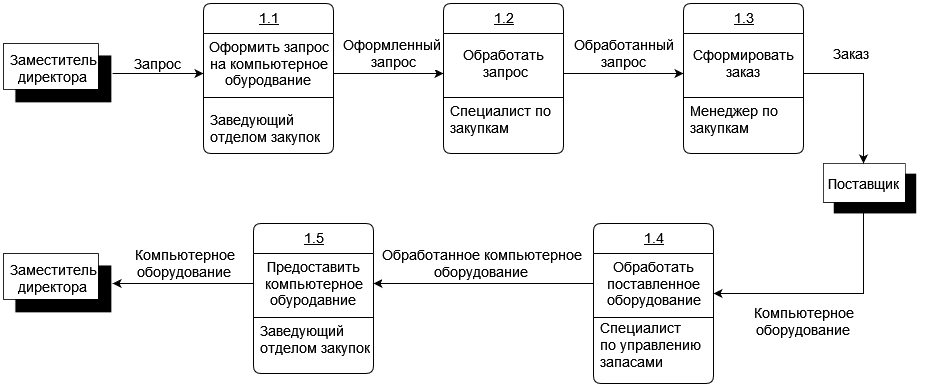 1.1
1.2
1.3
Заместитель
директора
Запрос
Оформить запрос
на компьютерное
обуродвание
Заведующий
отделом закупок
Оформленный
запрос
Обработать
запрос
Специалист по
закупкам
Обработанный
запрос
Сформировать
заказ
Менеджер по
закупкам
Заказ
Поставщик
Компьютерное
оборудование
1.4
Обработать
поставленное
оборудование
Специалист
по управлению
запасами
Обработанное компьютерное
оборудование
1.5
Предоставить
компьютерное
обуродавние
Заведующий
отделом закупок
Компьютерное
оборудование
Заместитель
директора